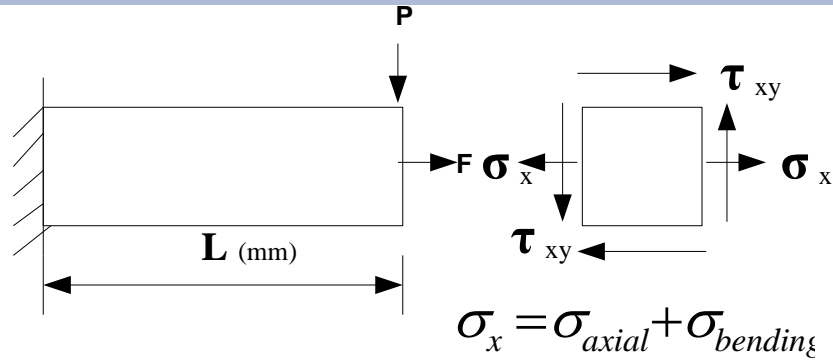 P
τ xy
F σ x
σ x
τ xy
L (mm)
σx = σaxial + σbending